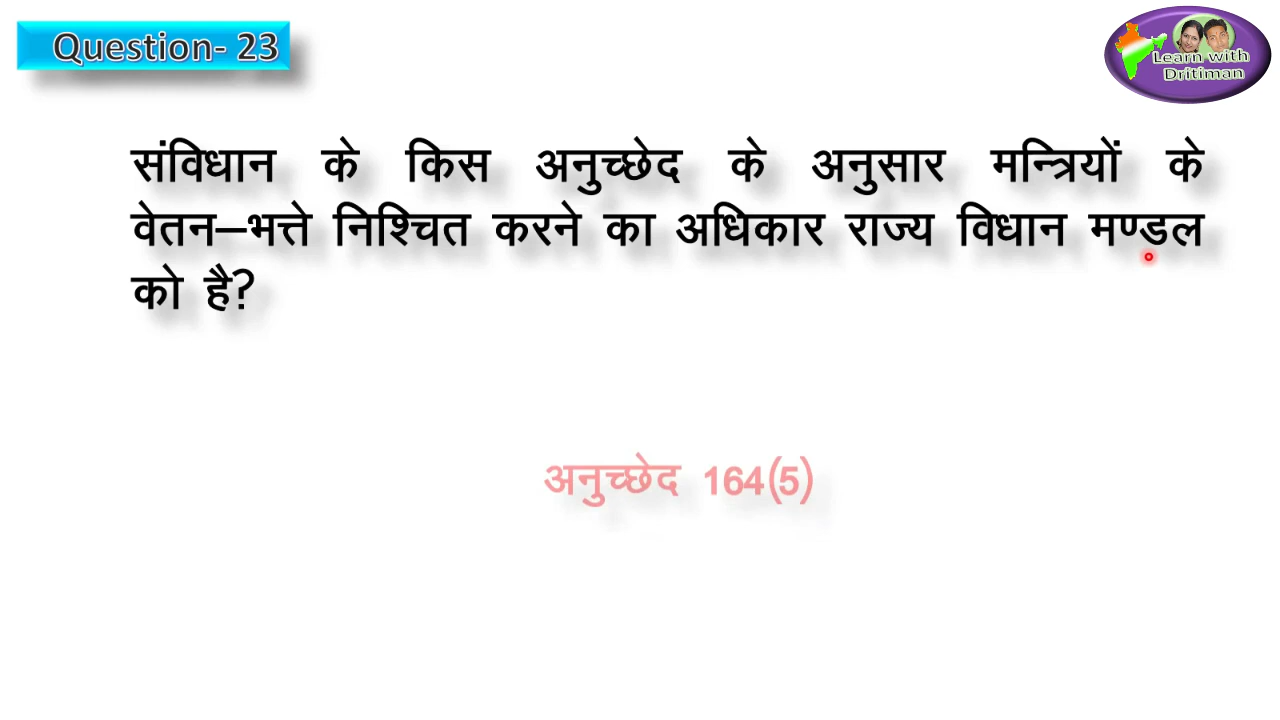 Question- 23
Learn with
Dritiman
संविधान के किस अनुच्छेद के अनुसार मन्त्रियों के
वेतन–भत्ते निश्चित करने का अधिकार राज्य विधान मण्डल
को है?
अनुच्छेद 164(5)